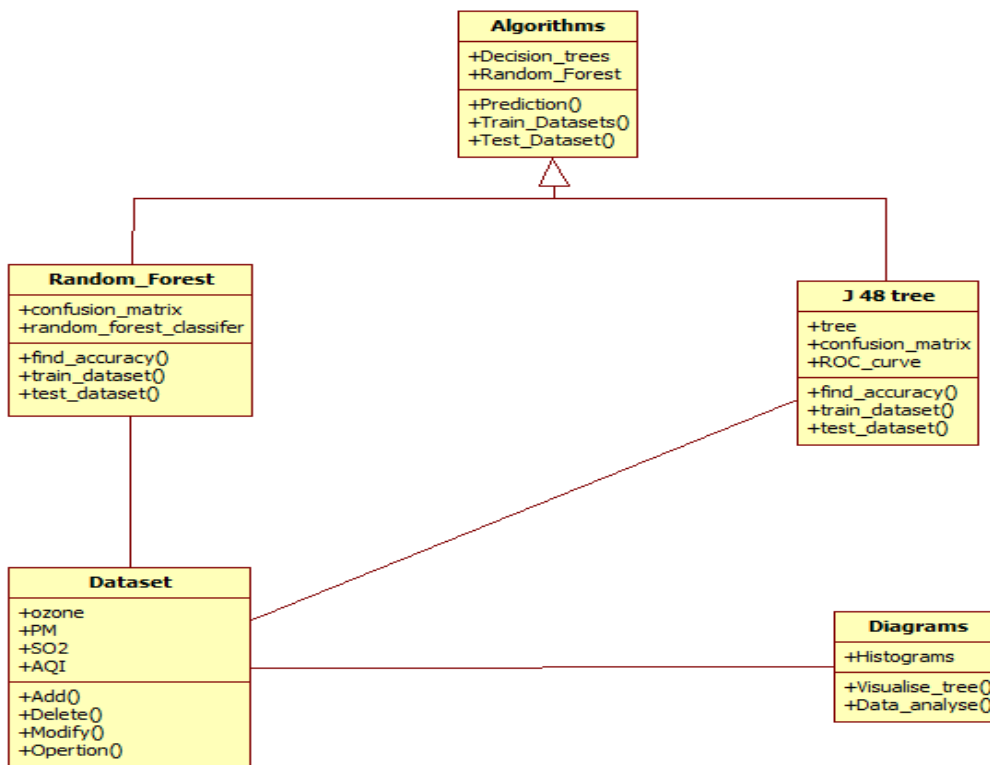 Algorithms
+Decision_trees
+Random_Forest
+Prediction()
+Train_Datasets()
+Test_Dataset()
Random_Forest
+confusion_matrix
+random_forest_classifer
+find_accuracy()
+train_dataset()
+test_dataset()
J 48 tree
+tree
+confusion_matrix
+ROC_curve
+find_accuracy()
+train_dataset()
+test_dataset()
Dataset
+ozone
+PM
+SO2
+AQI
+Add()
+Delete()
+Modify()
+Opertion()
Diagrams
+Histograms
+Visualise_tree()
+Data_analyse()